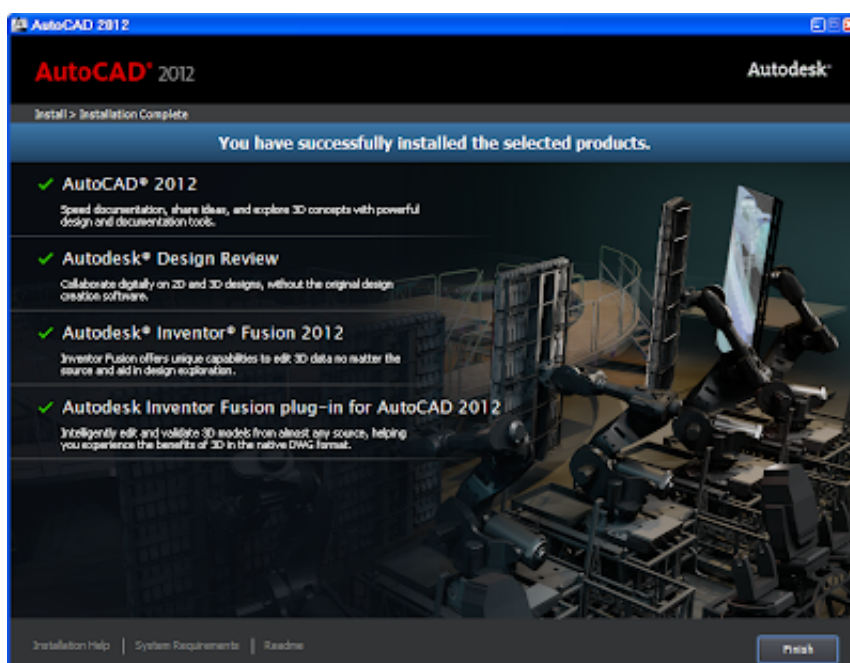 AutoCAD 2012
AutoCAD® 2012
Autodesk®
Install > Installation Complete
You have successfully installed the selected products.
AutoCAD® 2012
Speed documentation, share ideas, and explore 3D concepts with powerful
design and documentation tools.
Autodesk® Design Review
Collaborate digitally on 2D and 3D designs, without the original design
creation software.
Autodesk® Inventor® Fusion 2012
Inventor Fusion offers unique capabilities to edit 3D data no matter the
source and aid in design exploration.
Autodesk Inventor Fusion plug-in for AutoCAD 2012
Intelligently edit and validate 3D models from almost any source, helping
you experience the benefits of 3D in the native DWG format.
Installation Help | System Requirements | Readme
Finish